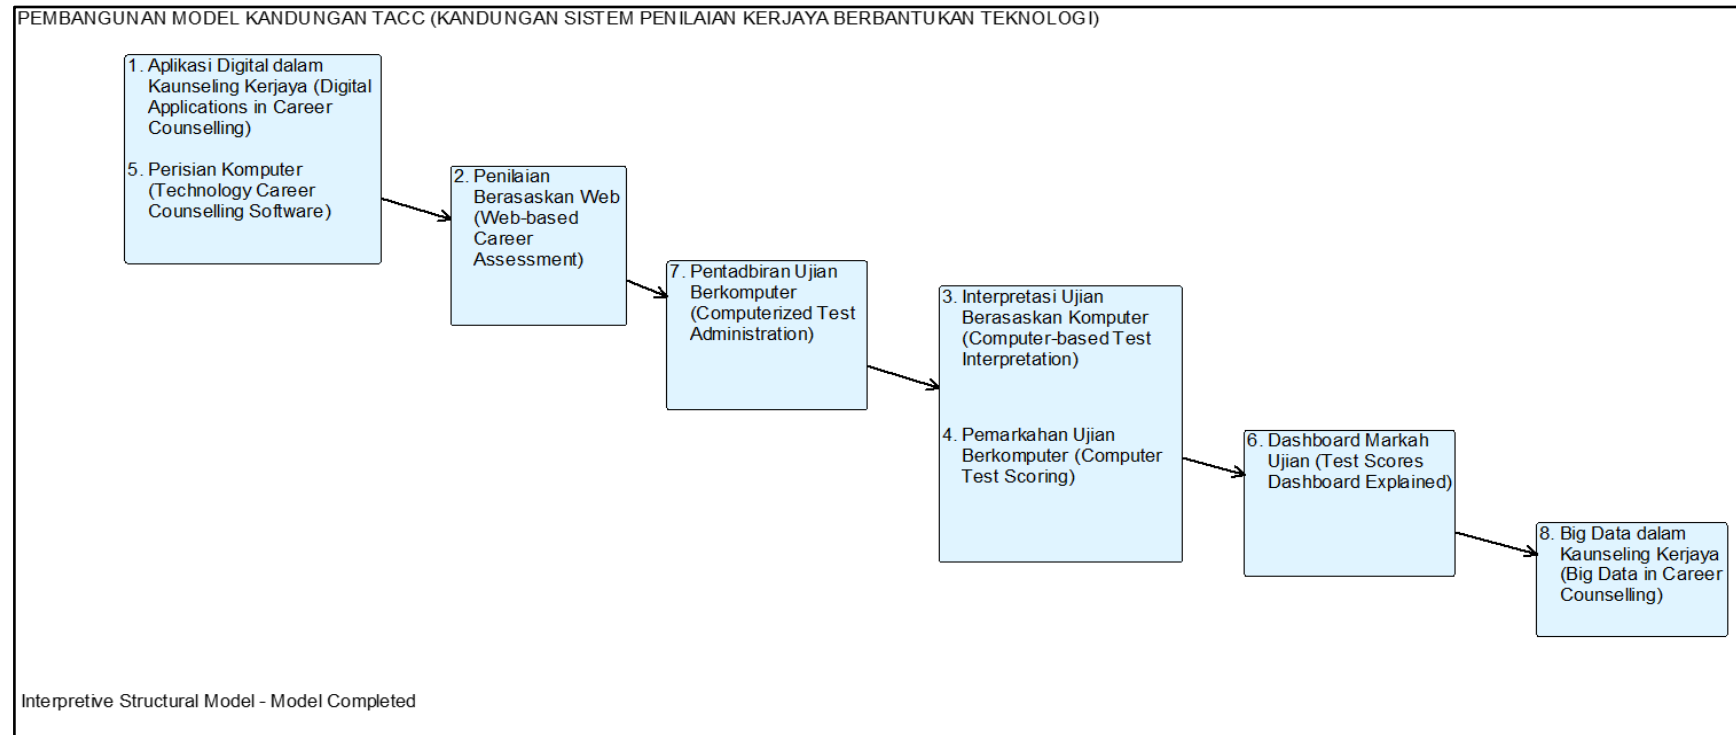 PEMBANGUNAN MODEL KANDUNGAN TACC (KANDUNGAN SISTEM PENILAIAN KERJAYA BERBANTUKAN TEKNOLOGI)
1. Aplikasi Digital dalam
Kaunseling Kerjaya (Digital
Applications in Career
Counselling)
5. Perisian Komputer
(Technology Career
Counselling Software)
2. Penilaian
Berasaskan Web
(Web-based
Career
Assessment)
7. Pentadbiran Ujian
Berkomputer
(Computerized Test
Administration)
3. Interpretasi Ujian
Berasaskan Komputer
(Computer-based Test
Interpretation)
4. Pemarkahan Ujian
Berkomputer (Computer
Test Scoring)
6. Dashboard Markah
Ujian (Test Scores
Dashboard Explained)
8. Big Data dalam
Kaunseling Kerjaya
(Big Data in Career
Counselling)
Interpretive Structural Model - Model Completed